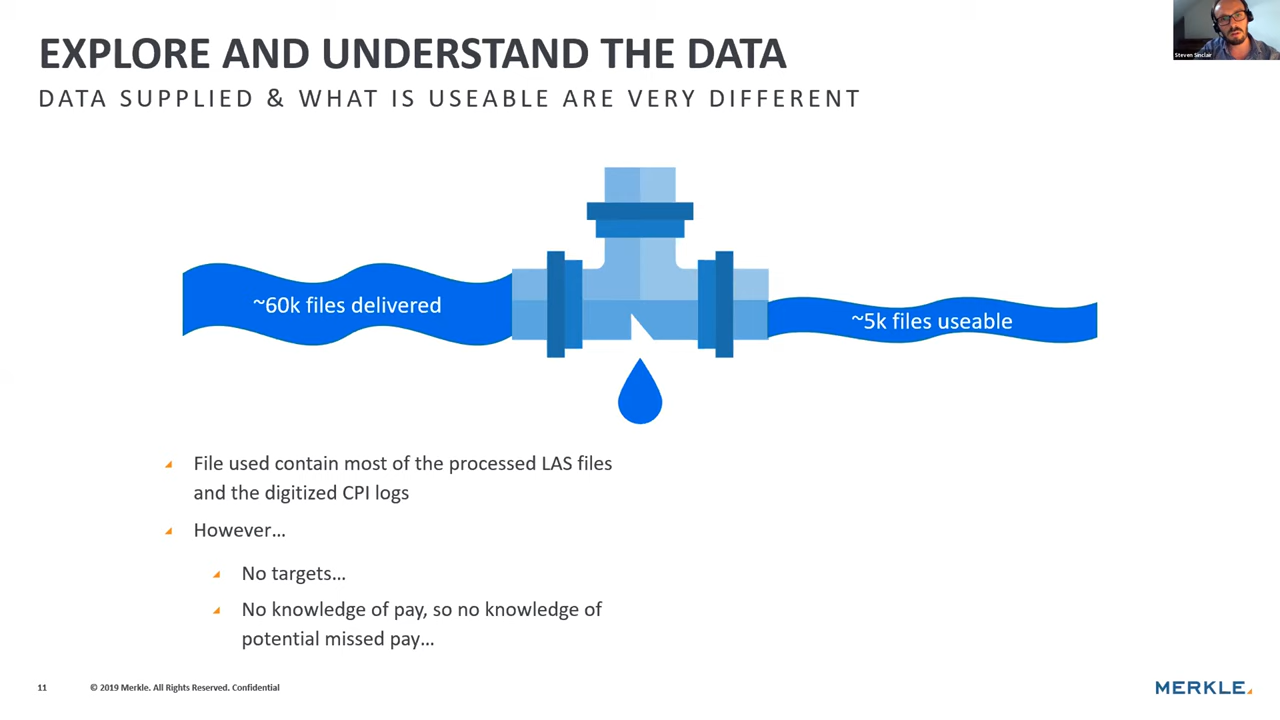 EXPLORE AND UNDERSTAND THE DATA
DATA SUPPLIED & WHAT IS USEABLE ARE VERY DIFFERENT
Steven Sinclair
~60k files delivered
~5k files useable
File used contain most of the processed LAS files
and the digitized CPI logs
However...
No targets...
No knowledge of pay, so no knowledge of
potential missed pay...
11
© 2019 Merkle. All Rights Reserved. Confidential
MERKLE